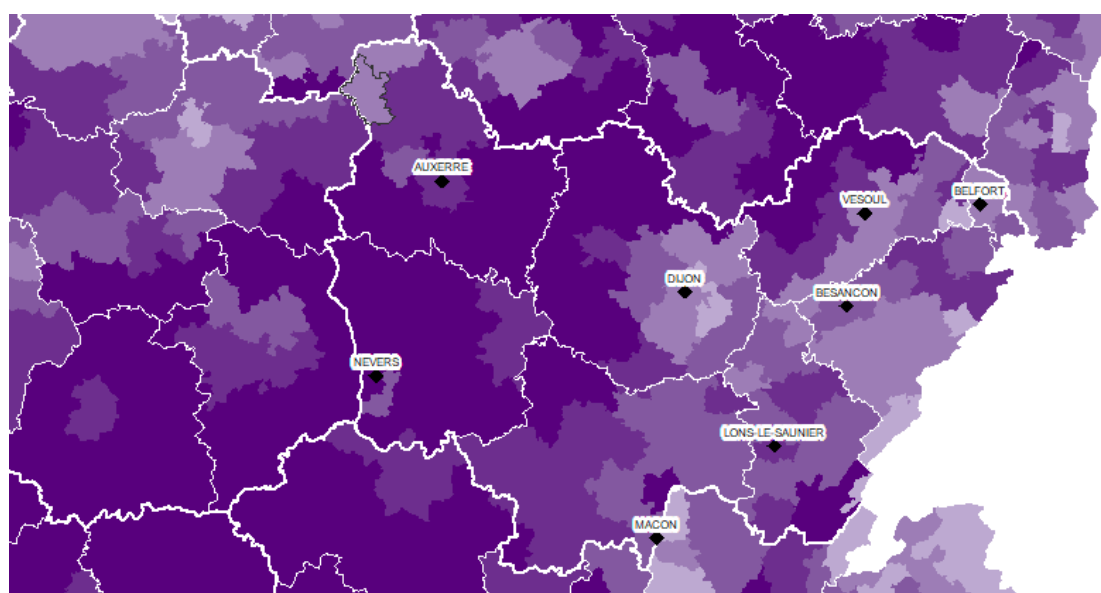 AUXERRE
BELFORT
VESOUL
DIJON
BESANCON
NEVERS
LONS-LE-SAUNIER
MACON